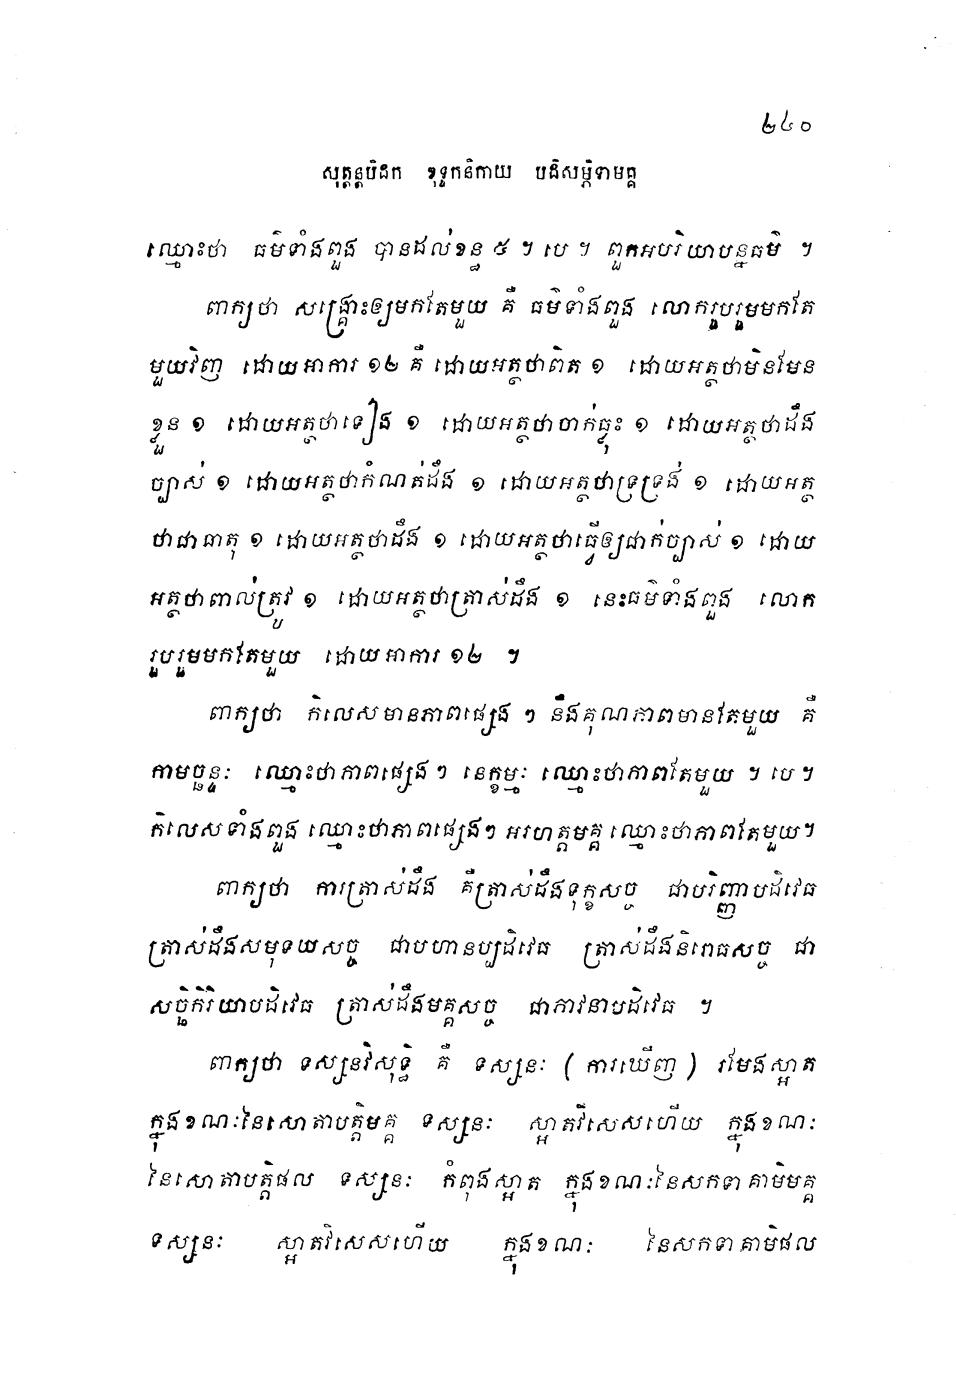 ២៤០
សុត្តន្តបិដក ខុទ្ទកនិកាយ បដិសម្ភិទាមគ្គ
ឈ្មោះថា ធម៌ទាំងពួង បានដល់ខន្ធ ៥ ។ បេ ។ ពួកអបរិយាបន្នធម៌ ។
ពាក្យថា សង្គ្រោះឲ្យមកតែមួយ គឺ ធម៌ទាំងពួង លោករួបរួមមកតែ
មួយវិញ ដោយអាការ ១២ គឺ ដោយអត្ថថាពិត ១ ដោយអត្ថថាមិនមែន
ខ្លួន ១ ដោយអត្ថថាទៀង ១ ដោយអត្ថថាចាក់ធ្លុះ ១ ដោយអត្ថថាដឹង
ច្បាស់ ១ ដោយអត្ថថាកំណត់ដឹង ១ ដោយអត្ថថាទ្រទ្រង់ ១ ដោយអត្ថ
ថាជាធាតុ ១ ដោយអត្ថថាដឹង ១ ដោយអត្ថថាធ្វើឲ្យជាក់ច្បាស់ ១ ដោយ
អត្ថថាពាល់ត្រូវ ១ ដោយអត្ថថាត្រាស់ដឹង ១ នេះធម៌ទាំងពួង លោក
រួបរួមមកតែមួយ ដោយអាការ ១២ ។
ពាក្យថា កិលេសមានភាពផ្សេង ៗ នឹងគុណភាពមានតែមួយ គឺ
កាមច្ឆន្ទៈ ឈ្មោះថាភាពផ្សេង ៗ នេក្ខម្មៈ ឈ្មោះថាភាពតែមួយ ។ បេ ។
កិលេសទាំងពួង ឈ្មោះថាភាពផ្សេងៗ អរហត្តមគ្គ ឈ្មោះថាភាពតែមួយ។
ពាក្យថា ការត្រាស់ដឹង គឺត្រាស់ដឹងទុក្ខសច្ច ជាបរិញ្ញាបដិវេធ
ត្រាស់ដឹងសមុទយសច្ច ជាបហានប្បដិវេធ ត្រាស់ដឹងនិរោធសច្ច ជា
សច្ឆិកិរិយាបដិវេធ ត្រាស់ដឹងមគ្គសច្ច ជាភាវនាបដិវេធ ។
ពាក្យថា ទស្សនវិសុទ្ធិ គឺ ទស្សនៈ ( ការឃើញ ) រមែងស្អាត
ក្នុងខណៈនៃសោតាបត្តិមគ្គ ទស្សនៈ ស្អាតវិសេសហើយ ក្នុងខណៈ
នៃសោតាបត្តិផល ទស្សនៈ កំពុងស្អាត ក្នុងខណៈនៃសកទាគាមិមគ្គ
ទស្សនៈ ស្អាតវិសេសហើយ ក្នុងខណៈ នៃសកទាគាមិផល